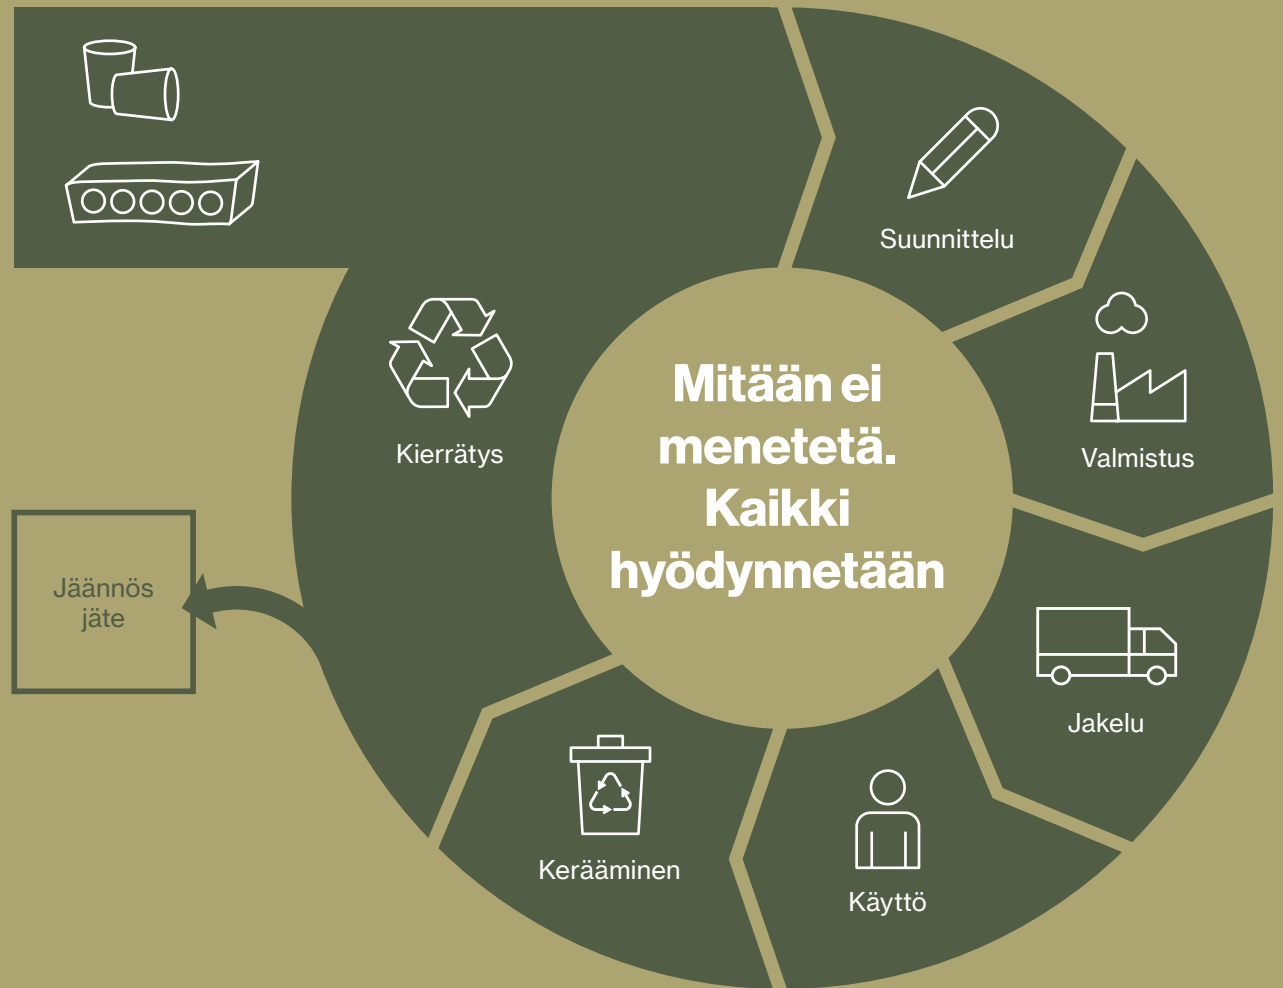 Suunnittelu
Valmistus
Jakelu
Käyttö
Kerääminen
Kierrätys
Jäännös
jäte
Mitään ei
menetetä.
Kaikki
hyödynnetään